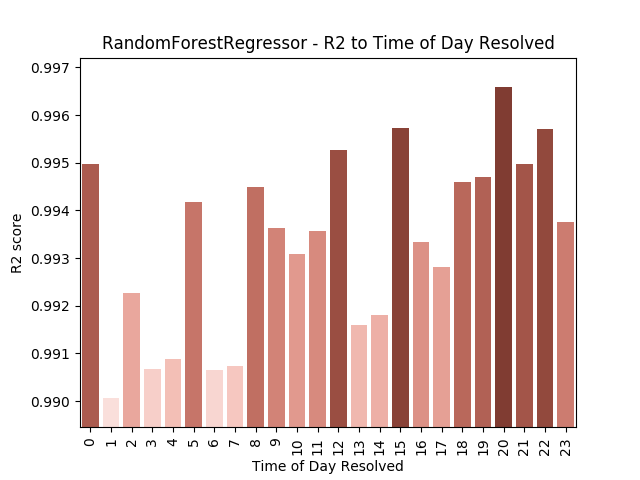 RandomForestRegressor - R2 to Time of Day Resolved
0.997
0.996
0.995
0.994
0.993
0.992
0.991
0.990
R2 score
0 1 2 3 4 5 6 7 8 9 10 11 12 13 14 15 16 17 18 19 20 21 22 23
Time of Day Resolved